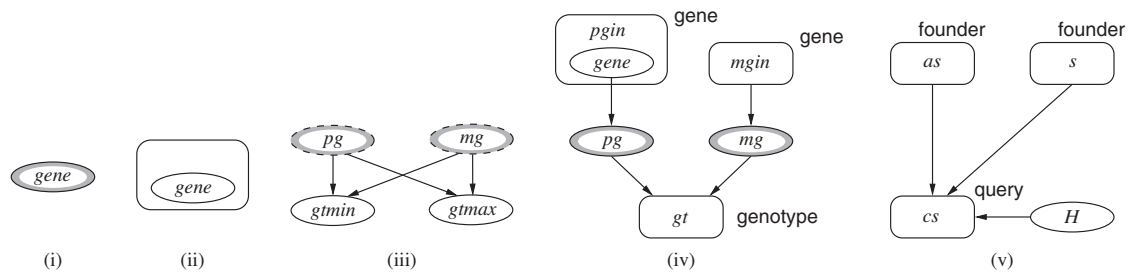 gene
(i)
gene
(ii)
pg
mg
gtmin
gtmax
(iii)
gene
pgin
gene
gene
mgin
pg
mg
gt
genotype
(iv)
founder
as
founder
s
query
cs
H
(v)